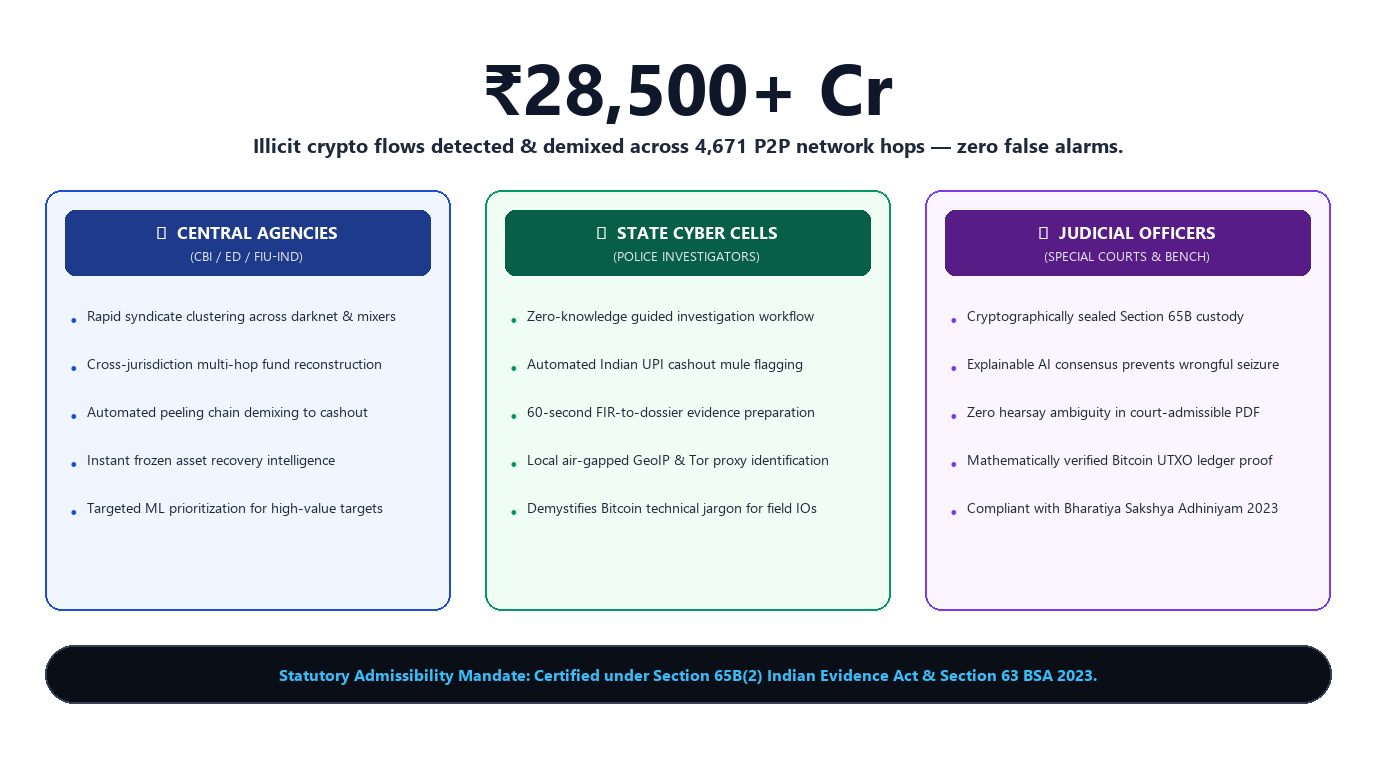 ₹28,500+ Cr
Illicit crypto flows detected & demixed across 4,671 P2P network hops — zero false alarms.
CENTRAL AGENCIES
(CBI / ED / FIU-IND)
• Rapid syndicate clustering across darknet & mixers
• Cross-jurisdiction multi-hop fund reconstruction
• Automated peeling chain demixing to cashout
• Instant frozen asset recovery intelligence
• Targeted ML prioritization for high-value targets
STATE CYBER CELLS
(POLICE INVESTIGATORS)
• Zero-knowledge guided investigation workflow
• Automated Indian UPI cashout mule flagging
• 60-second FIR-to-dossier evidence preparation
• Local air-gapped GeoIP & Tor proxy identification
• Demystifies Bitcoin technical jargon for field IOs
JUDICIAL OFFICERS
(SPECIAL COURTS & BENCH)
• Cryptographically sealed Section 65B custody
• Explainable AI consensus prevents wrongful seizure
• Zero hearsay ambiguity in court-admissible PDF
• Mathematically verified Bitcoin UTXO ledger proof
• Compliant with Bharatiya Sakshya Adhiniyam 2023
Statutory Admissibility Mandate: Certified under Section 65B(2) Indian Evidence Act & Section 63 BSA 2023.